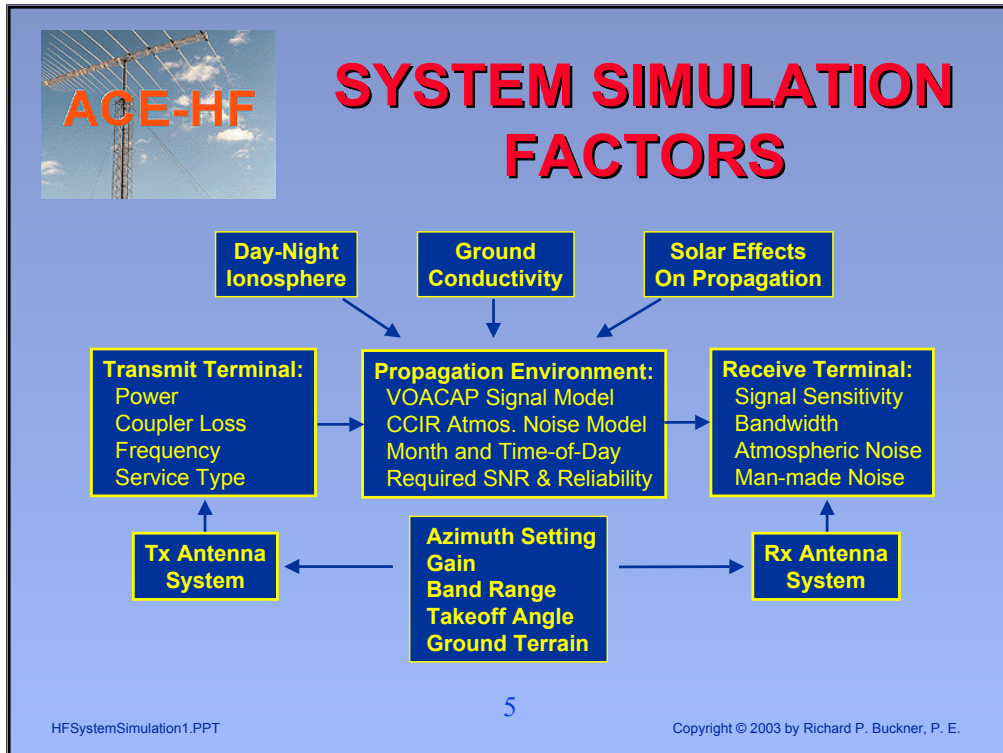 ACE-HF
SYSTEM SIMULATION
FACTORS
Day-Night
Ionosphere
Ground
Conductivity
Solar Effects
On Propagation
Transmit Terminal:
Power
Coupler Loss
Frequency
Service Type
Propagation Environment:
VOACAP Signal Model
CCIR Atmos. Noise Model
Month and Time-of-Day
Required SNR & Reliability
Receive Terminal:
Signal Sensitivity
Bandwidth
Atmospheric Noise
Man-made Noise
Tx Antenna
System
Azimuth Setting
Gain
Band Range
Takeoff Angle
Ground Terrain
Rx Antenna
System
HFSystemSimulation1.PPT
5
Copyright © 2003 by Richard P. Buckner, P. E.